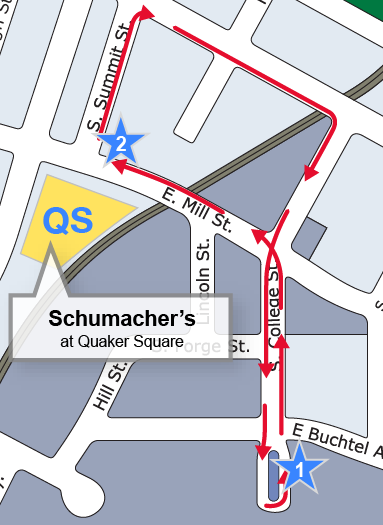 S. Summit St.
2
E. Mill St.
QS
Lincoln St.
S. College St.
Schumacher's
at Quaker Square
Forge St.
Hill St.
E Buchtel A
1